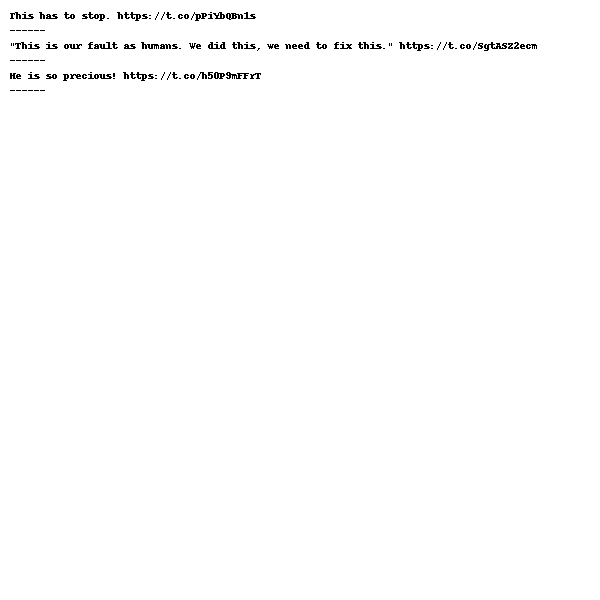 This has to stop. https://t.co/pPiYbQBn1s
------
"This is our fault as humans. We did this, we need to fix this." https://t.co/SgtASZ2ecm
------
He is so precious! https://t.co/h50P9mFFrT
------